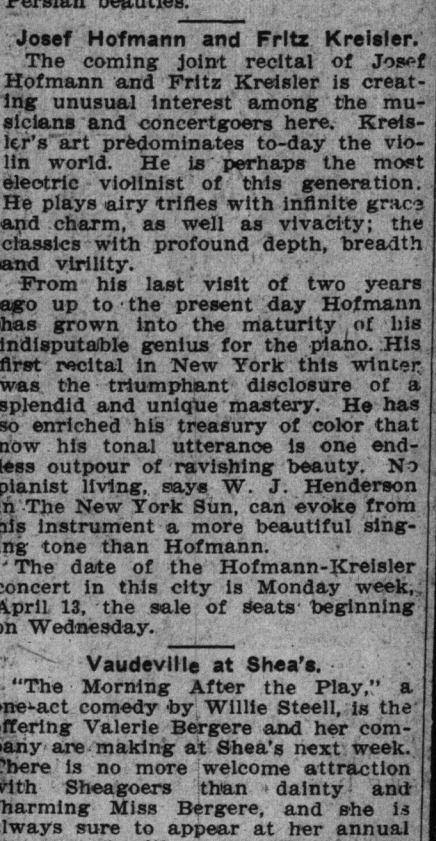 Persian beauties.
Josef Hofmann and Fritz Kreisler.
The coming joint recital of Josef
Hofmann and Fritz Kreisler is creat-
ing unusual interest among the mu-
sicians and concertgoers here. Kreis-
ler's art predominates to-day the vio-
lin world. He is perhaps the most
electric violinist of this generation.
He plays airy trifles with infinite grace
and charm, as well as vivacity; the
classics with profound depth, breadth
and virility.
From his last visit of two years
ago up to the present day Hofmann
has grown into the maturity of his
indisputable genius for the piano. His
first recital in New York this winter
was the triumphant disclosure of a
splendid and unique mastery. He has
so enriched his treasury of color that
now his tonal utterance is one end-
less outpour of ravishing beauty. No
pianist living, says W. J. Henderson
in The New York Sun, can evoke from
his instrument a more beautiful sing-
ng tone than Hofmann.
The date of the Hofmann-Kreisler
concert in this city is Monday week,
April 13, the sale of seats beginning
on Wednesday.
Vaudeville at Shea's.
"The Morning After the Play," a
ne-act comedy by Willie Steell, is the
ffering Valerie Bergere and her com-
any are making at Shea's next week.
There is no more welcome attraction
with Sheagoers than dainty and
harming Miss Bergere, and she is
lways sure to appear at her annual